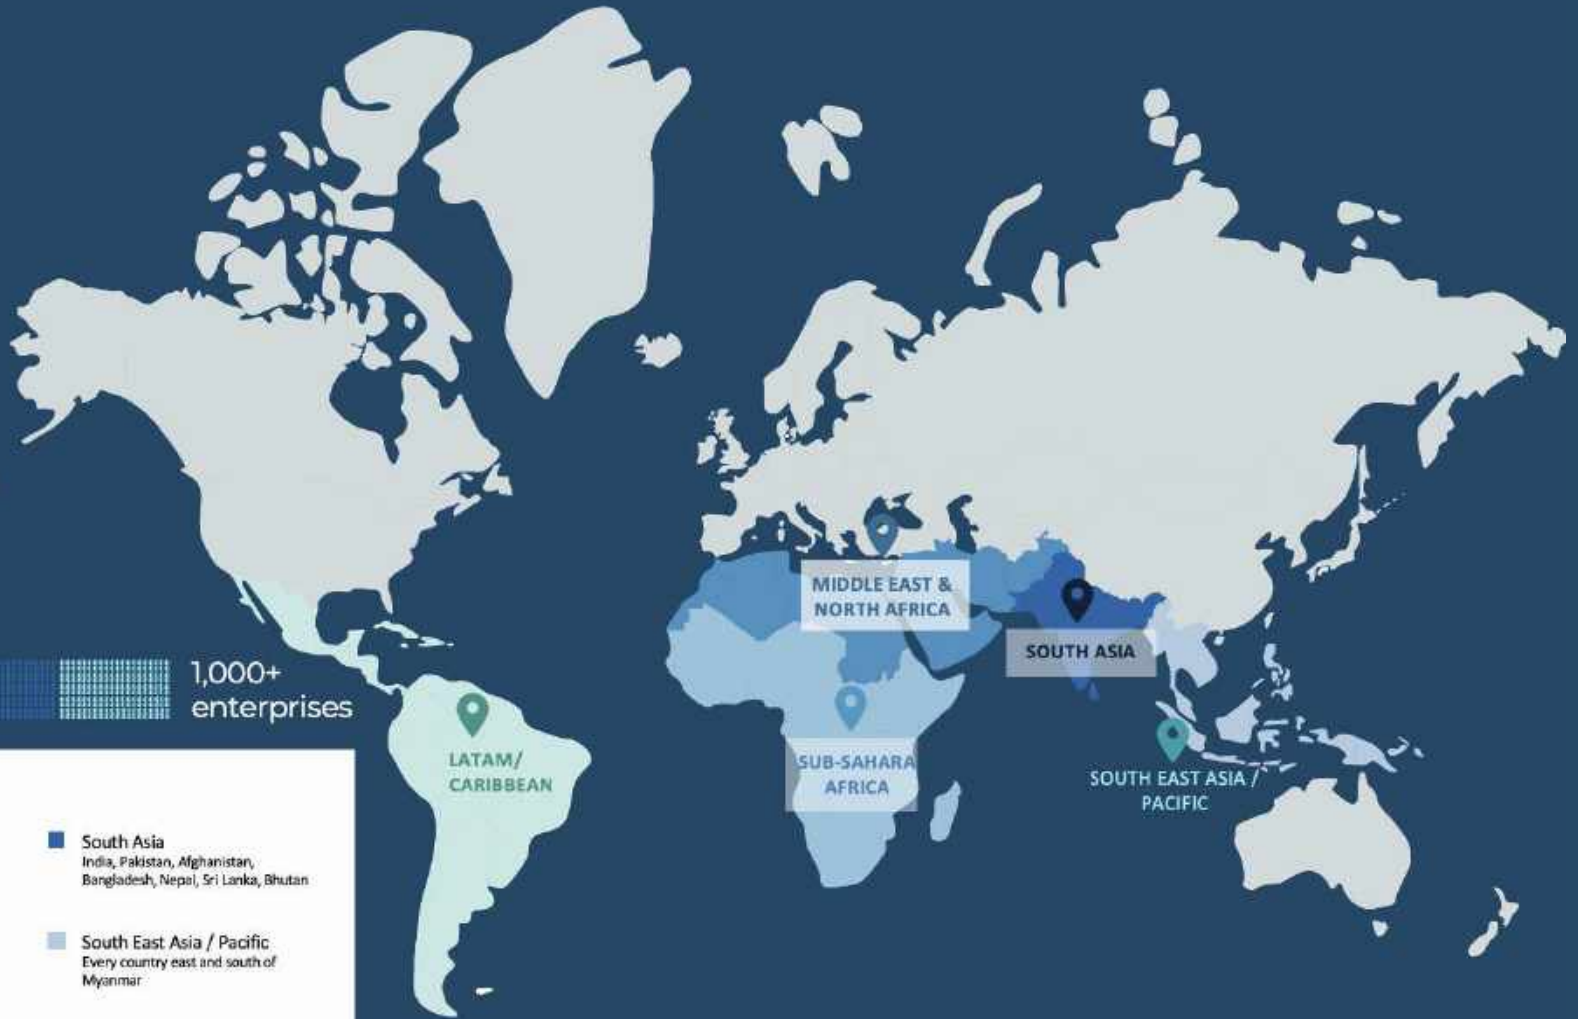 MIDDLE EAST &
NORTH AFRICA
SOUTH ASIA
1,000+
enterprises
LATAM/
CARIBBEAN
SUB-SAHARA
AFRICA
SOUTH EAST ASIA /
PACIFIC
South Asia
India, Pakistan, Afghanistan,
Bangladesh, Nepal, Sri Lanka, Bhutan
South East Asia / Pacific
Every country east and south of
Myanmar